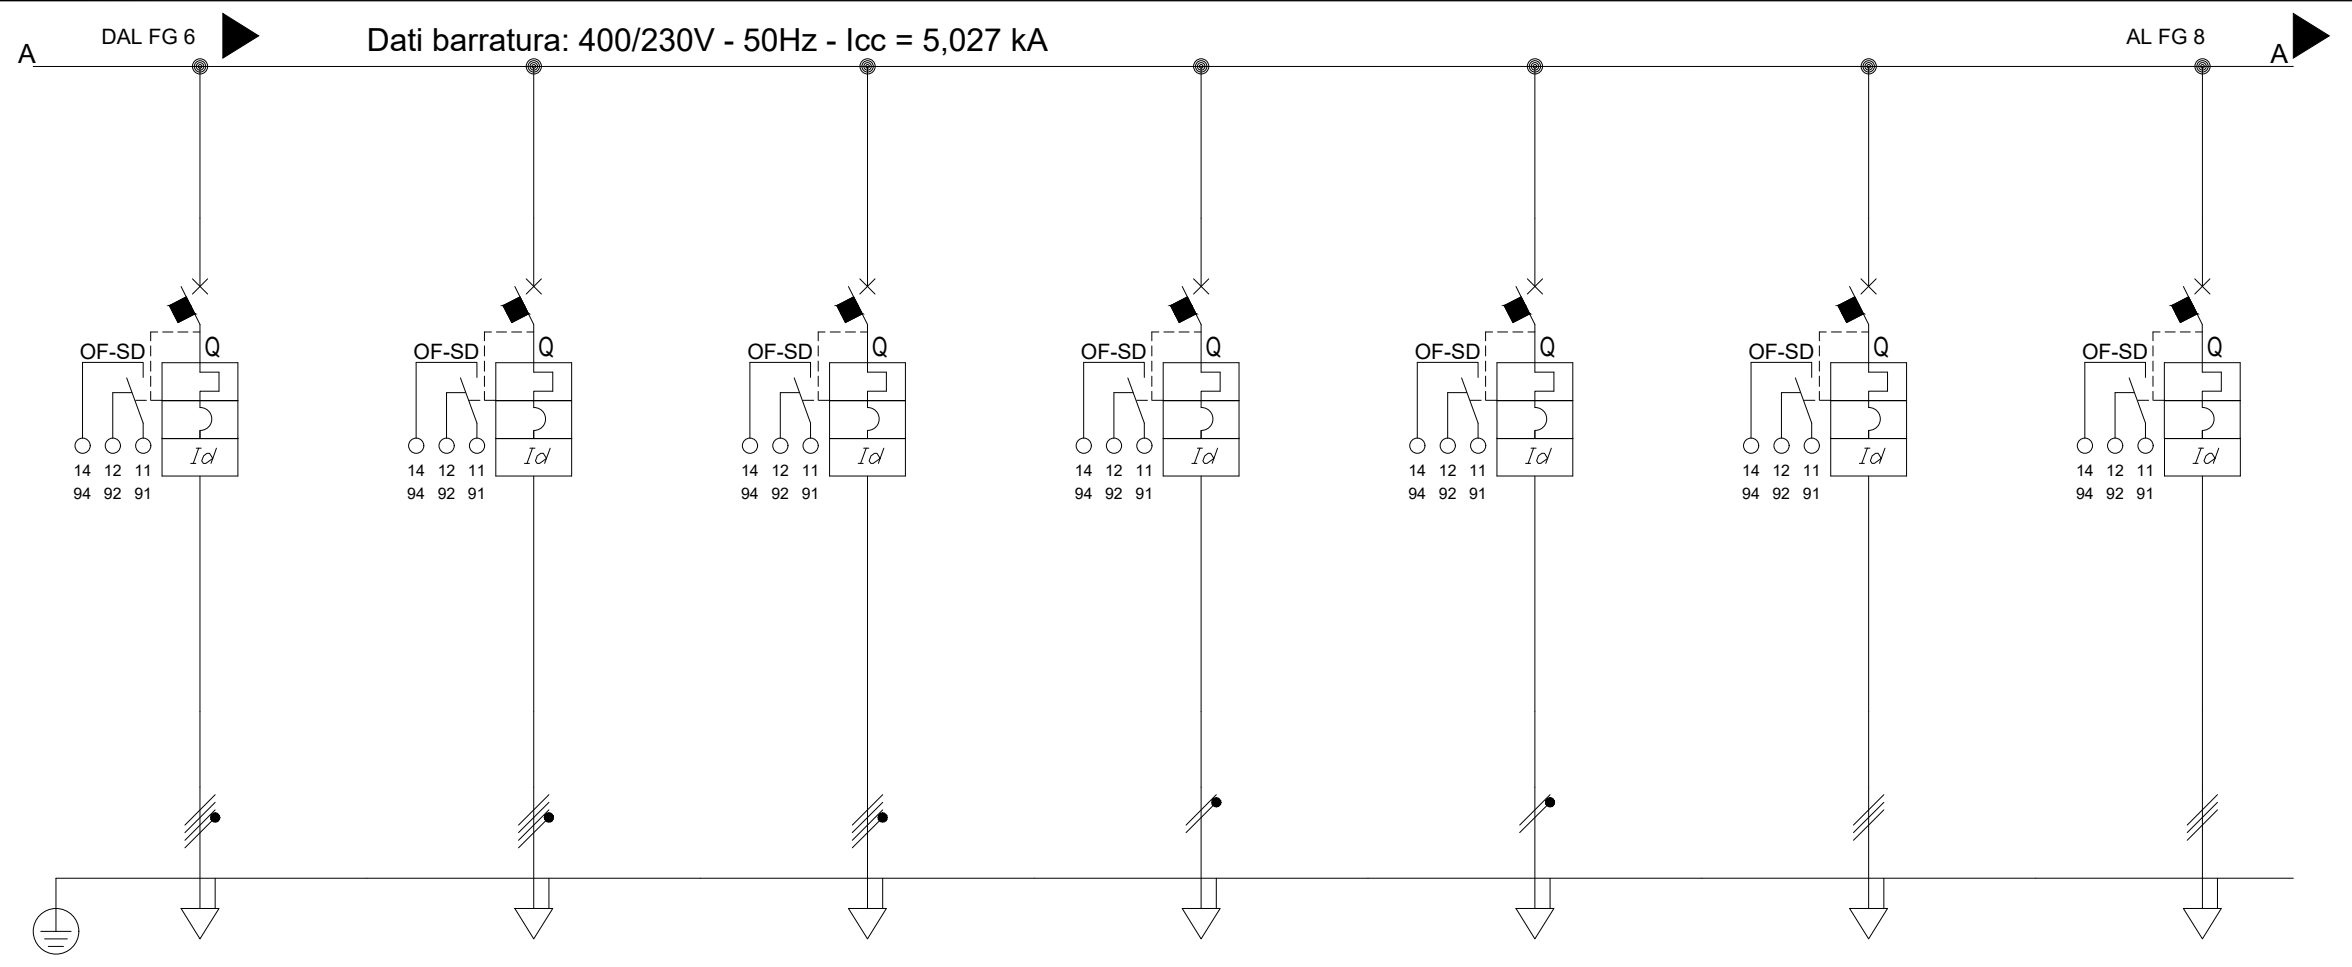 A DAL FG 6 Dati barratura: 400/230V - 50Hz - Icc = 5,027 kA AL FG 8 A
OF-SD Q OF-SD Q OF-SD Q OF-SD Q OF-SD Q OF-SD Q OF-SD Q
Id Id Id Id Id Id Id
14 12 11 14 12 11 14 12 11 14 12 11 14 12 11 14 12 11 14 12 11
94 92 91 94 92 91 94 92 91 94 92 91 94 92 91 94 92 91 94 92 91